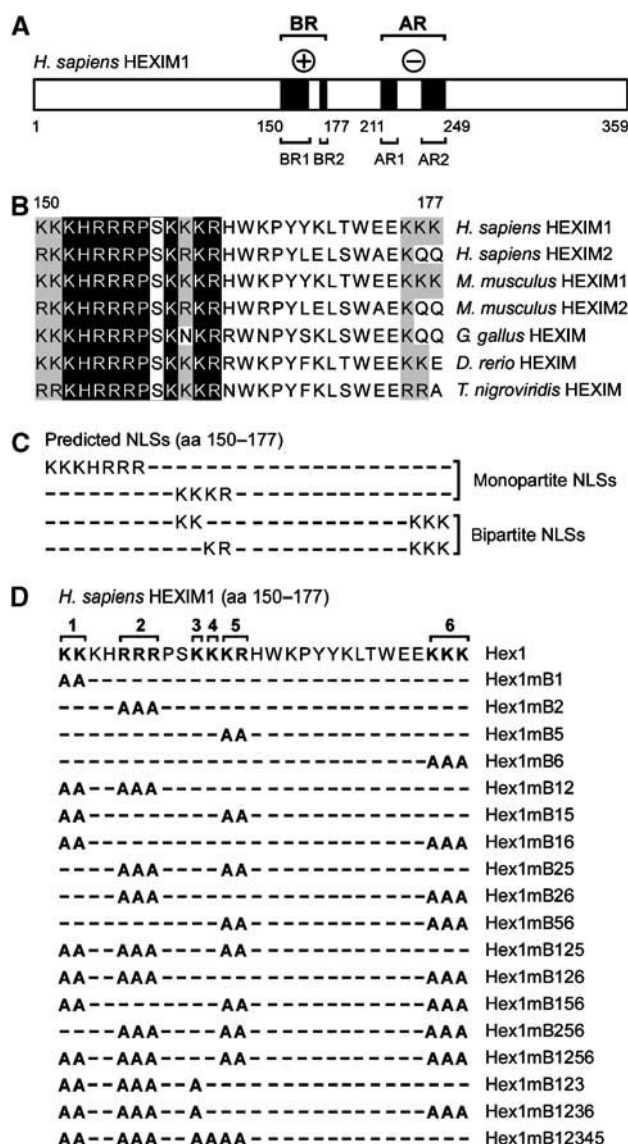 A
BR AR
H. sapiens HEXIM1
+ −
1 150 177 211 249 359
BR1 BR2 AR1 AR2
B
150 177
KKKHRRRPSKKKRHWKPYYKLTWEEKKK H. sapiens HEXIM1
RKKHRRRPSKRKRHWRPYLELSWAEKQQ H. sapiens HEXIM2
KKKHRRRPSKKKRHWKPYYKLTWEEKKK M. musculus HEXIM1
RKKHRRRPSKRKRHWRPYLELSWAEKQQ M. musculus HEXIM2
KKKHRRRPSKNKRRWNPYSKLSWEEKQQ G. gallus HEXIM
KKKHRRRPSKKKRHWKPYFKLTWEEKKE D. rerio HEXIM
RRKHRRRPSKKKRNWKPYFKLSWEERRA T. nigroviridis HEXIM
C Predicted NLSs (aa 150–177)
KKKHRRR---------------------
---------KKKR---------------
Monopartite NLSs
---------KK--------------KKK
-----------KR------------KKK
Bipartite NLSs
D H. sapiens HEXIM1 (aa 150–177)
1 2 3 4 5 6
KKKHRRRPSKKKRHWKPYYKLTWEEKKK Hex1
AA-------------------------- Hex1mB1
----AAA--------------------- Hex1mB2
-----------AA--------------- Hex1mB5
-------------------------AAA Hex1mB6
AA--AAA--------------------- Hex1mB12
AA---------AA--------------- Hex1mB15
AA-----------------------AAA Hex1mB16
----AAA----AA--------------- Hex1mB25
----AAA------------------AAA Hex1mB26
-----------AA------------AAA Hex1mB56
AA--AAA----AA--------------- Hex1mB125
AA--AAA------------------AAA Hex1mB126
AA---------AA------------AAA Hex1mB156
----AAA----AA------------AAA Hex1mB256
AA--AAA----AA------------AAA Hex1mB1256
AA--AAA--A------------------ Hex1mB123
AA--AAA--A---------------AAA Hex1mB1236
AA--AAA--AAAA--------------- Hex1mB12345